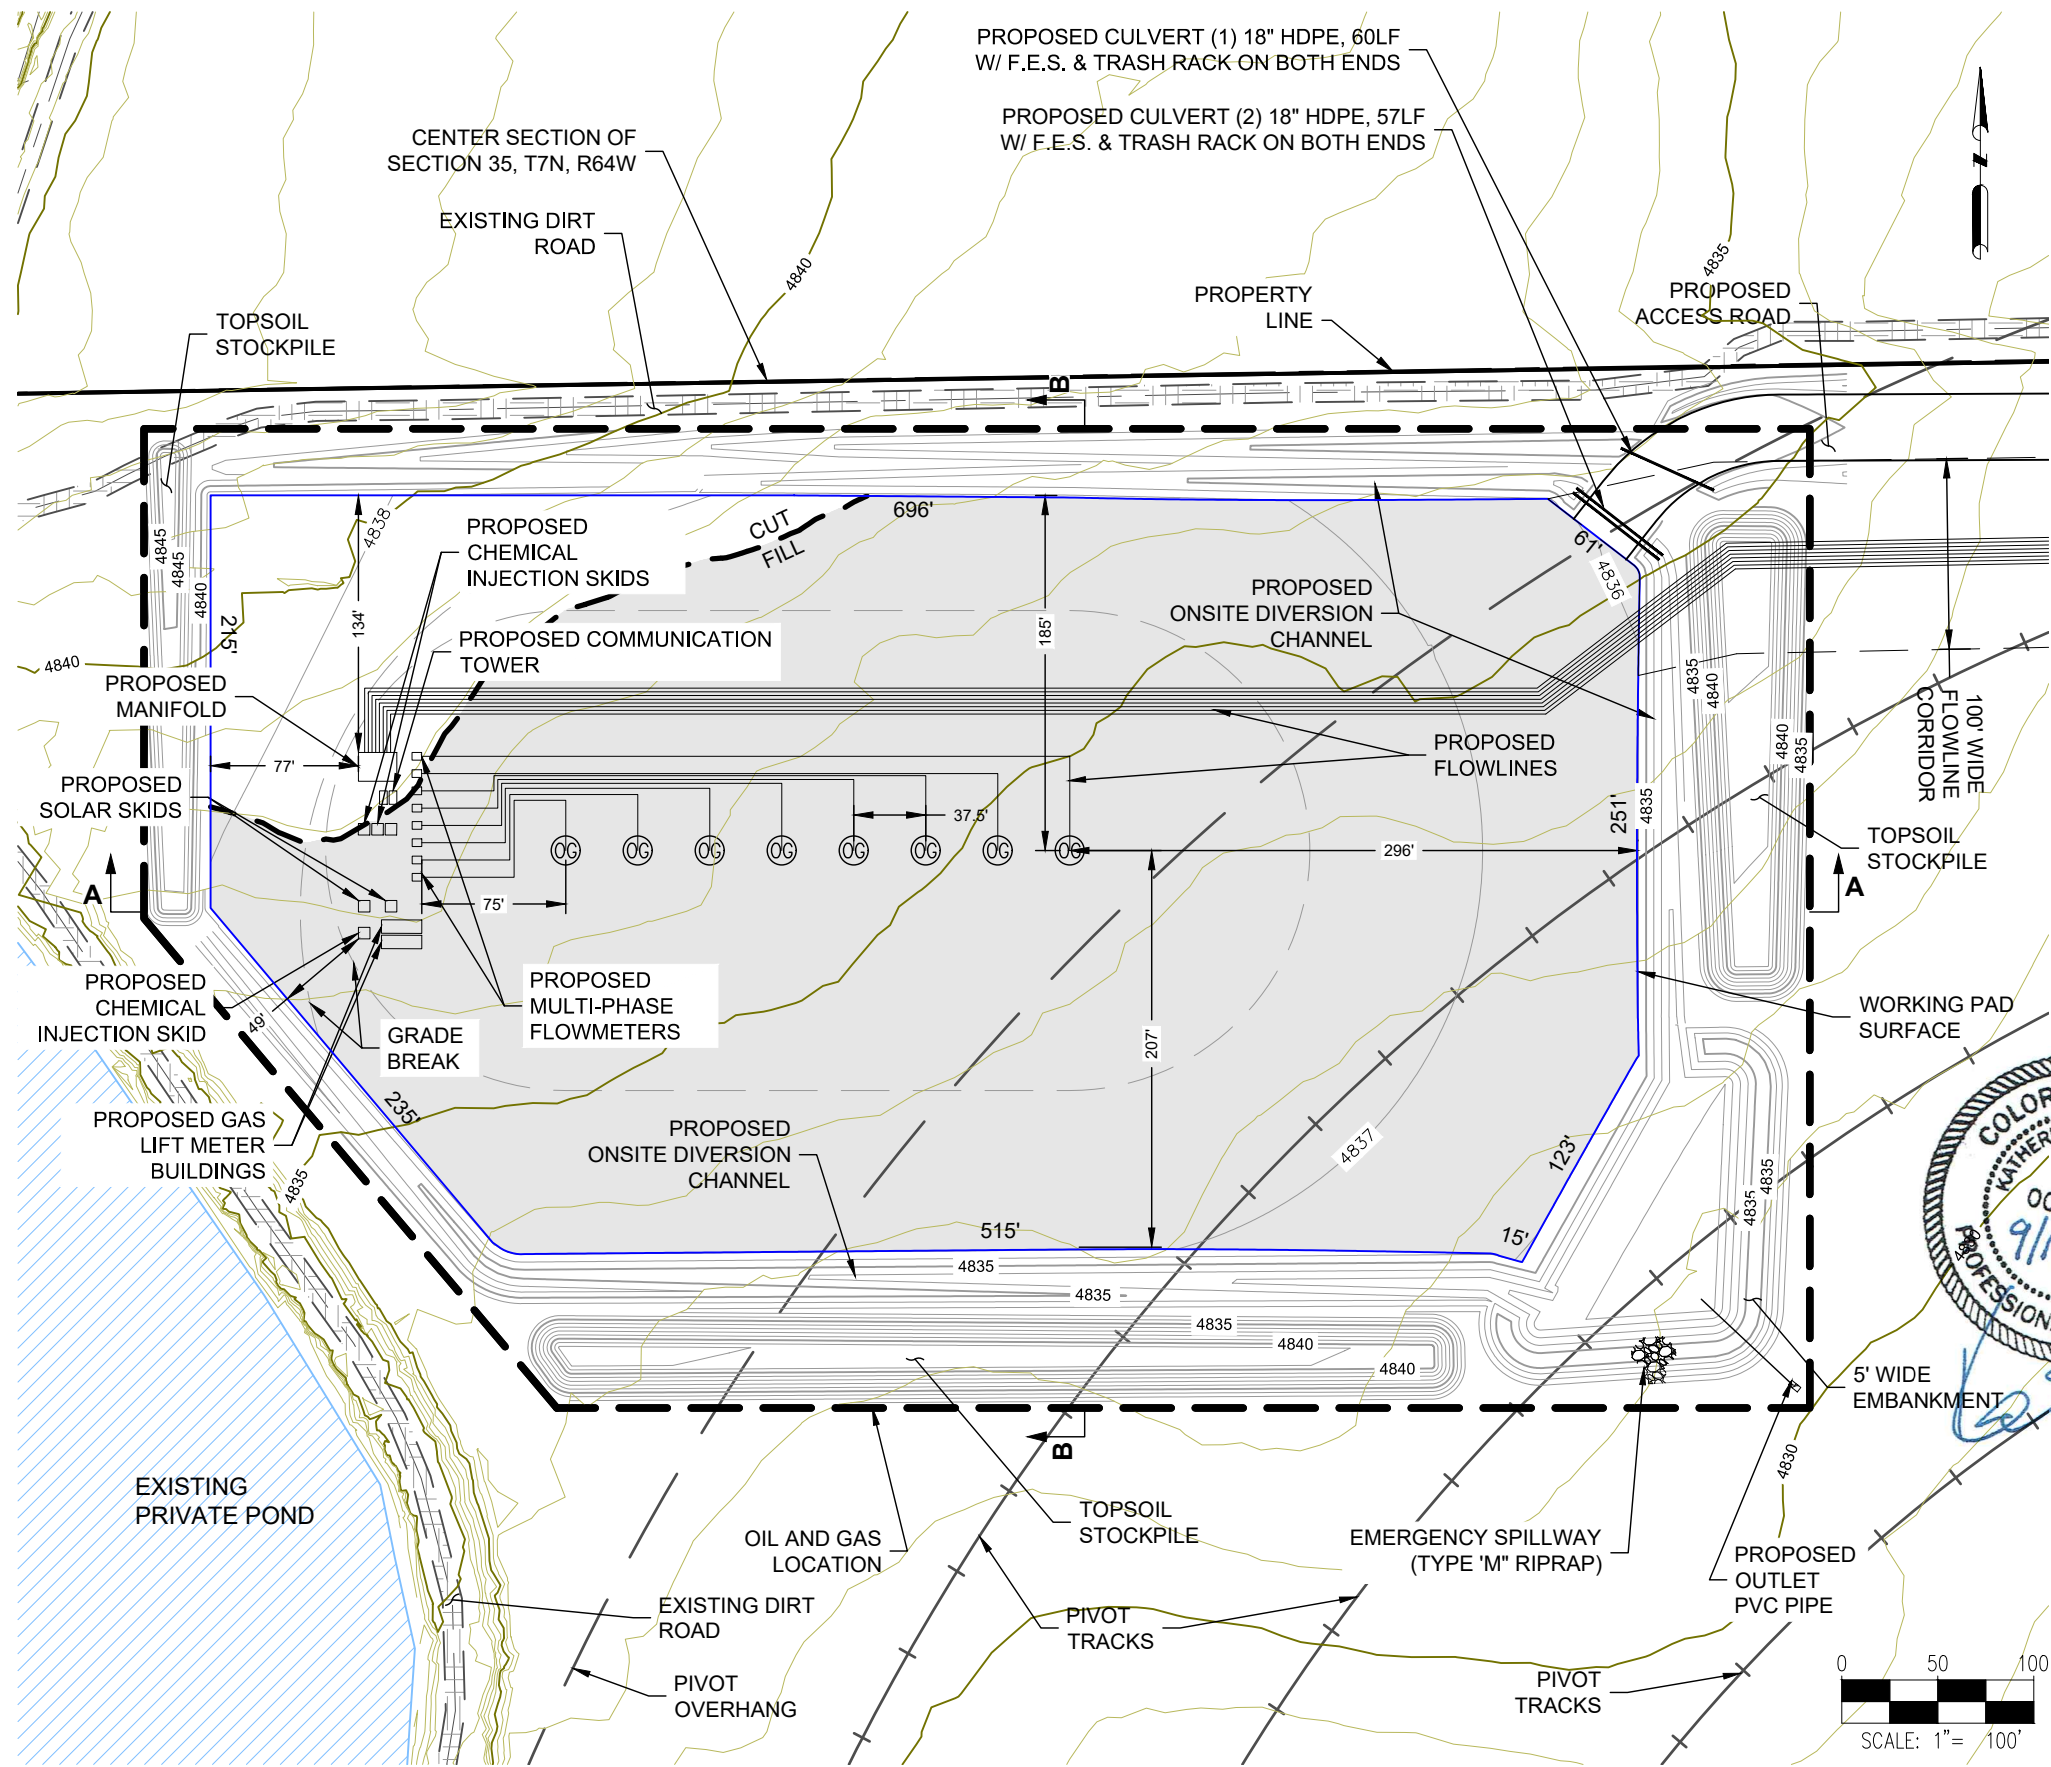 PROPOSED CULVERT (1) 18" HDPE, 60LF
W/ F.E.S. & TRASH RACK ON BOTH ENDS
PROPOSED CULVERT (2) 18" HDPE, 57LF
W/ F.E.S. & TRASH RACK ON BOTH ENDS
CENTER SECTION OF
SECTION 35, T7N, R64W
EXISTING DIRT
ROAD
4840
4835
N
PROPERTY
LINE
PROPOSED
ACCESS ROAD
TOPSOIL
STOCKPILE
B
696'
CUT
FILL
4838
4845
4845
4840
215'
134'
PROPOSED
CHEMICAL
INJECTION SKIDS
PROPOSED COMMUNICATION
TOWER
185'
61'
4836
PROPOSED
ONSITE DIVERSION
CHANNEL
4840
PROPOSED
MANIFOLD
77'
PROPOSED
SOLAR SKIDS
4835
4840
4840
4835
100' WIDE
FLOWLINE
CORRIDOR
PROPOSED
FLOWLINES
37.5'
OG
OG
OG
OG
OG
OG
OG
OG
296'
251'
4835
TOPSOIL
STOCKPILE
A
A
75'
PROPOSED
CHEMICAL
INJECTION SKID
49'
GRADE
BREAK
PROPOSED
MULTI-PHASE
FLOWMETERS
207'
WORKING PAD
SURFACE
PROPOSED GAS
LIFT METER
BUILDINGS
235'
4835
PROPOSED
ONSITE DIVERSION
CHANNEL
4837
123'
15'
515'
4835
4835
4835
4835
4835
4840
4840
5' WIDE
EMBANKMENT
B
4830
EXISTING
PRIVATE POND
OIL AND GAS
LOCATION
TOPSOIL
STOCKPILE
EMERGENCY SPILLWAY
(TYPE 'M" RIPRAP)
PROPOSED
OUTLET
PVC PIPE
EXISTING DIRT
ROAD
PIVOT
TRACKS
PIVOT
OVERHANG
PIVOT
TRACKS
0 50 100
SCALE: 1"= 100'